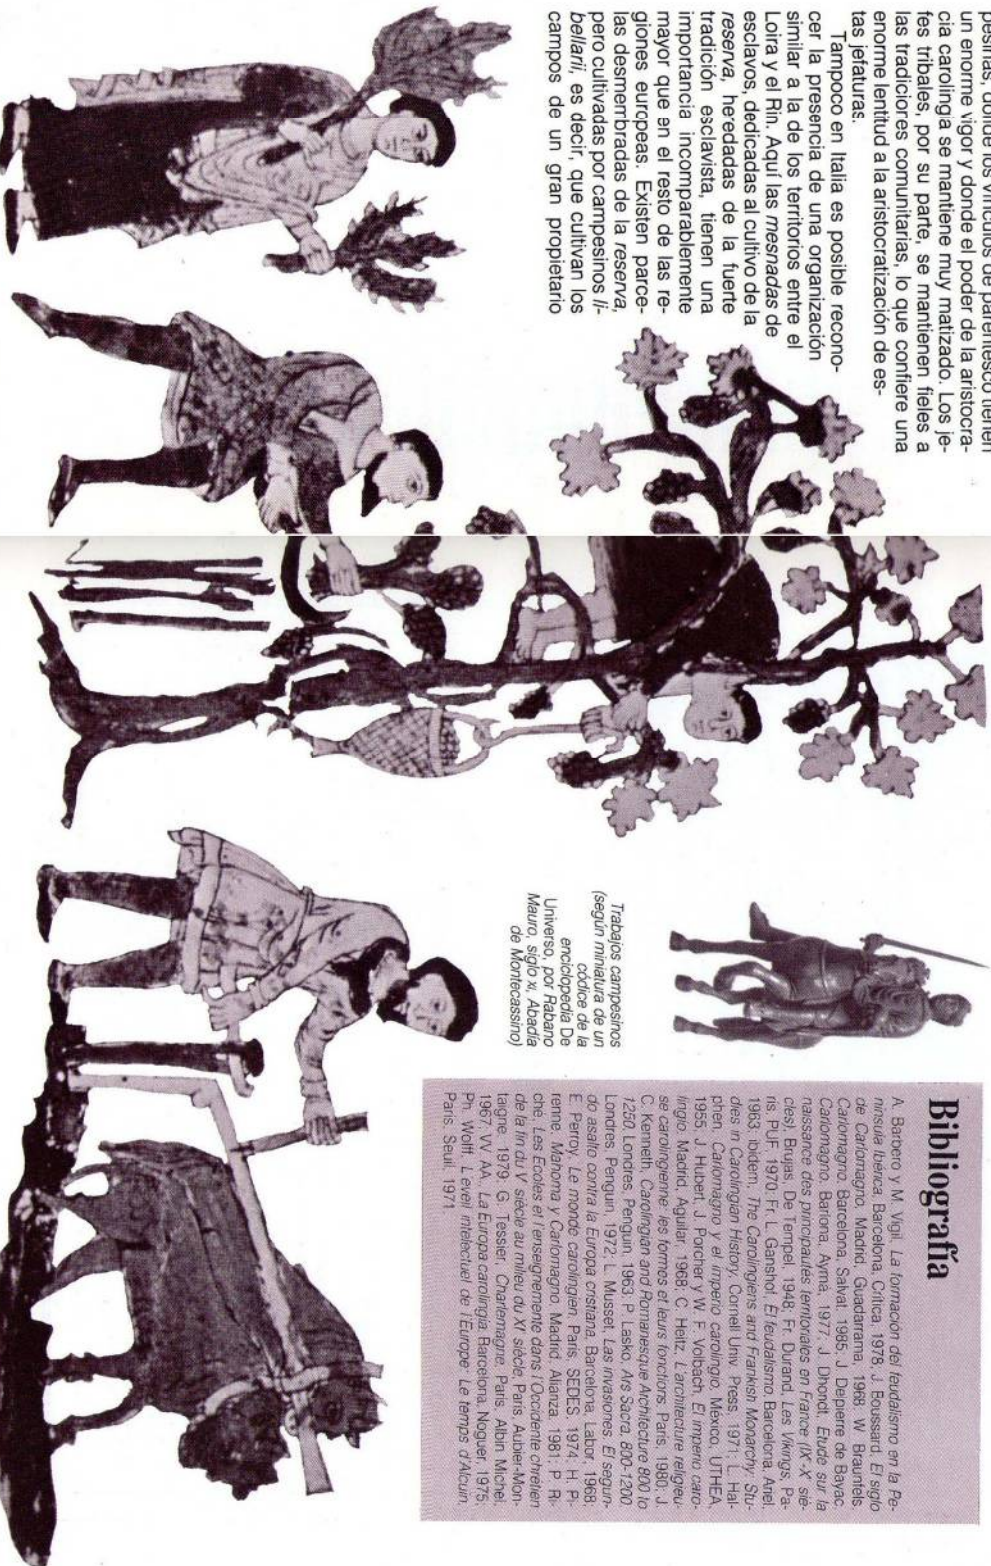 pesinas, donde los vínculos de parentesco tienen
un enorme vigor y donde el poder de la aristocra-
cia carolingia se mantiene muy matizado. Los je-
fes tribales, por su parte, se mantienen fieles a
las tradiciones comunitarias, lo que confiere una
enorme lentitud a la aristocratización de es-
tas jefaturas.
Tampoco en Italia es posible recono-
cer la presencia de una organización
similar a la de los territorios entre el
Loira y el Rin. Aquí las mesnadas de
esclavos, dedicadas al cultivo de la
reserva, heredadas de la fuerte
tradición esclavista, tienen una
importancia incomparablemente
mayor que en el resto de las re-
giones europeas. Existen parce-
las desmembradas de la reserva,
pero cultivadas por campesinos li-
bellarii, es decir, que cultivan los
campos de un gran propietario
Trabajos campesinos
(según miniatura de un
códice de la
enciclopedia De
Universo, por Rabano
Mauro, siglo XI, Abadía
de Montecassino)
Bibliografía
A. Barbero y M. Vigil, La formación del feudalismo en la Pe-
nínsula Ibérica, Barcelona, Crítica, 1978. J. Boussard, El siglo
de Carlomagno, Madrid, Guadarrama, 1968. W. Braunfels,
Carlomagno, Barcelona, Salvat, 1985. J. Depierre de Bayac,
Carlomagno, Barlona, Aymá, 1977. J. Dhondt, Etude sur la
naissance des principautes territoriales en France (IX-X siè-
cles), Brujas, De Tempel, 1948. Fr. Durand, Les Vikings, Pa-
ris, PUF, 1970. Fr. L. Ganshof, El feudalismo, Barcelona, Ariel,
1963. Ibidem, The Carolingiens and Frankish Monarchy. Stu-
dies in Carolingian History, Cornell Univ. Press, 1971. L. Hal-
phen, Carlomagno y el imperio carolingio, México, UTHEA,
1955. J. Hubert, J. Porcher y W. F. Volbach, El imperio caro-
lingio, Madrid, Aguilar, 1968. C. Heitz, L'architecture religieu-
se carolingienne les formes et leurs fonctions, Paris, 1980. J.
C. Kenneth, Carolingian and Romanesque Architecture 800 to
1250, Londres, Penguin, 1963. P. Lasko, Ars Sacra, 800-1200
Londres, Penguin, 1972. L. Musset, Las invasiones. El segun-
do asalto contra la Europa cristiana, Barcelona, Labor, 1968.
E. Perroy, Le monde carolingien, Paris, SEDES, 1974. H. Pi-
renne, Mahoma y Carlomagno, Madrid, Alianza, 1981. P. Ri-
ché, Les Ecoles et l'enseignemente dans l'Occidente chretien
de la fin du V siècle au milieu du XI siècle, Paris, Aubier-Mon-
taigne, 1979. G. Tessier, Charlemagne, Paris, Albin Michel,
1967. VV. AA., La Europa carolingia, Barcelona, Noguer, 1975.
Ph. Wolff, L'eveil intelectuel de l'Europe Le temps d'Alcuin,
Paris, Seuil, 1971